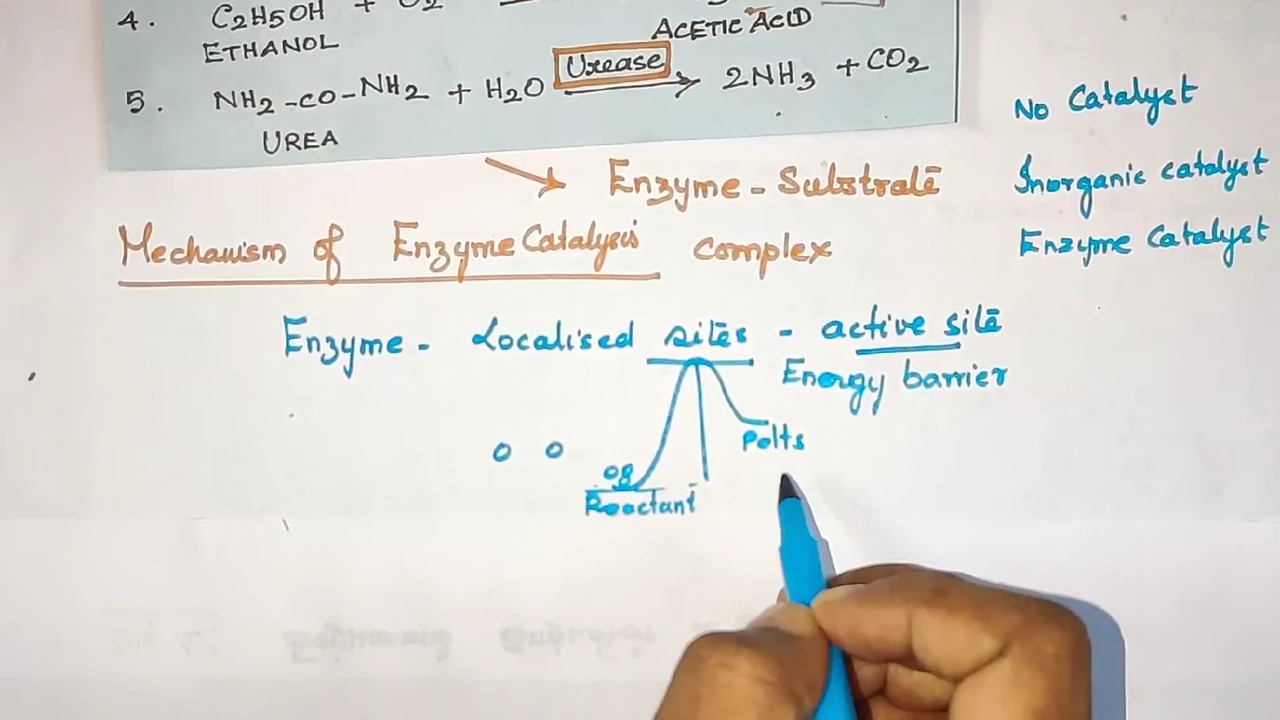 4. C2H5OH + O2
ETHANOL
ACETIC ACID
5. NH2-CO-NH2 + H2O Urease → 2NH3 + CO2
UREA
No Catalyst
Inorganic catalyst
Enzyme Catalyst
→ Enzyme - Substrate
Mechanism of Enzyme Catalysis complex
Enzyme - Localised sites - active site
Energy barrier
Pdts
Reactant